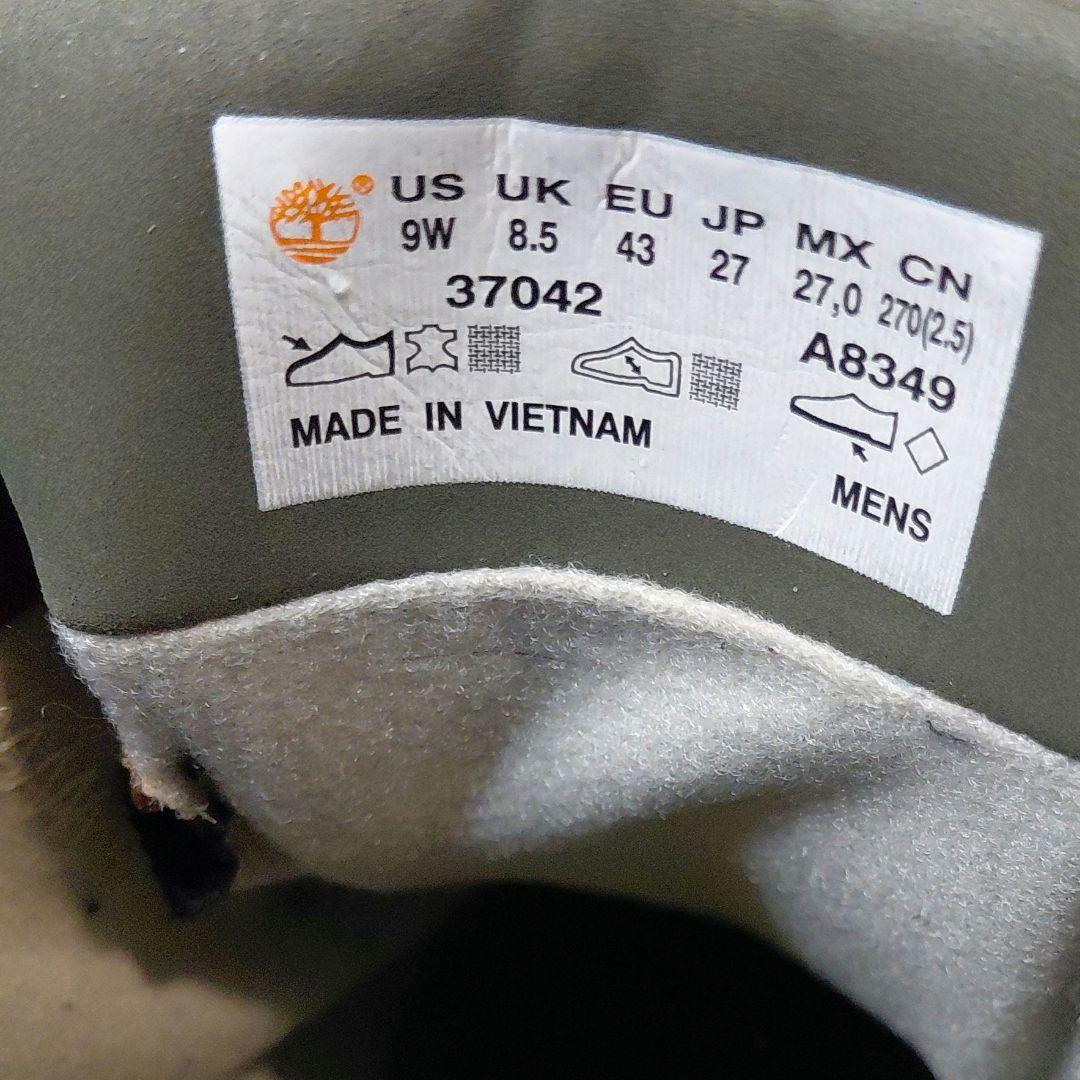 ® US UK EU JP MX CN
9W 8.5 43 27 27,0 270(2.5)
37042 A8349
MADE IN VIETNAM
MENS